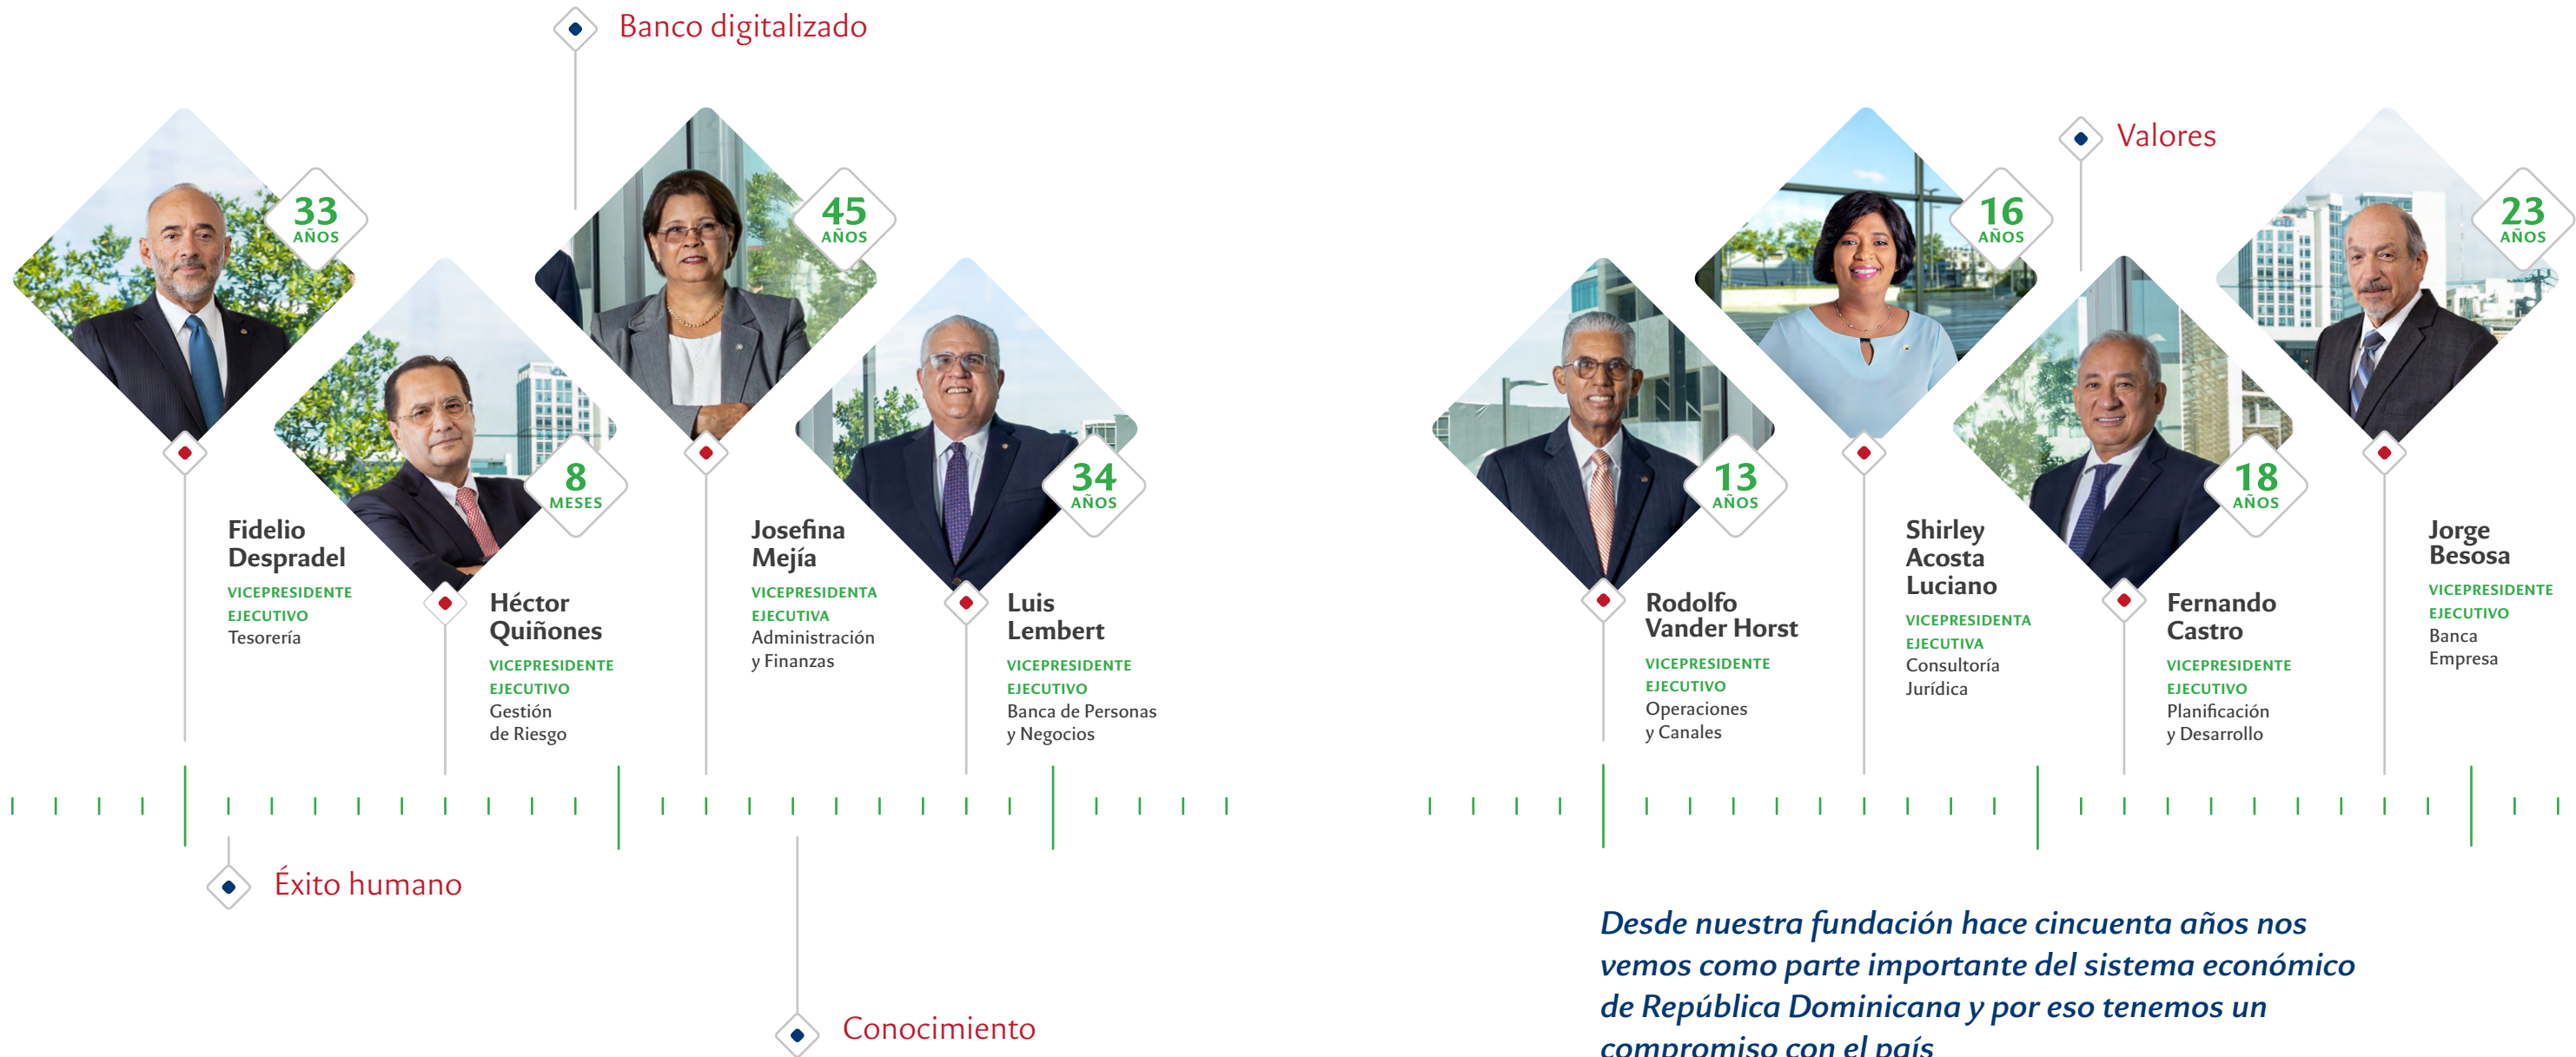 Banco digitalizado
33
AÑOS
Fidelio
Despradel
VICEPRESIDENTE
EJECUTIVO
Tesorería
8
MESES
Héctor
Quiñones
VICEPRESIDENTE
EJECUTIVO
Gestión
de Riesgo
45
AÑOS
Josefina
Mejía
VICEPRESIDENTA
EJECUTIVA
Administración
y Finanzas
34
AÑOS
Luis
Lembert
VICEPRESIDENTE
EJECUTIVO
Banca de Personas
y Negocios
Éxito humano
Conocimiento
Valores
13
AÑOS
Rodolfo
Vander Horst
VICEPRESIDENTE
EJECUTIVO
Operaciones
y Canales
16
AÑOS
Shirley
Acosta
Luciano
VICEPRESIDENTA
EJECUTIVA
Consultoría
Jurídica
18
AÑOS
Fernando
Castro
VICEPRESIDENTE
EJECUTIVO
Planificación
y Desarrollo
23
AÑOS
Jorge
Besosa
VICEPRESIDENTE
EJECUTIVO
Banca
Empresa
Desde nuestra fundación hace cincuenta años nos
vemos como parte importante del sistema económico
de República Dominicana y por eso tenemos un
compromiso con el país